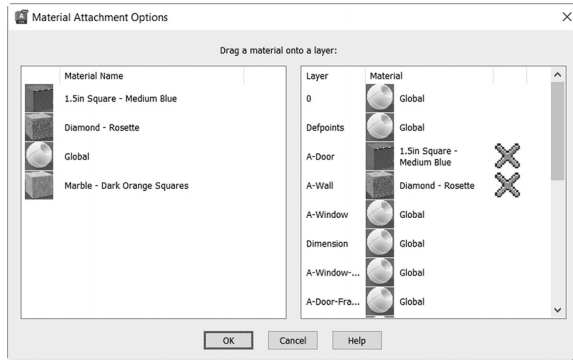 Material Attachment Options
Drag a material onto a layer:
Material Name
1.5in Square - Medium Blue
Diamond - Rosette
Global
Marble - Dark Orange Squares
Layer Material
0 Global
Defpoints Global
A-Door 1.5in Square -
Medium Blue
A-Wall Diamond - Rosette
A-Window Global
Dimension Global
A-Window-... Global
A-Door-Fra... Global
OK Cancel Help